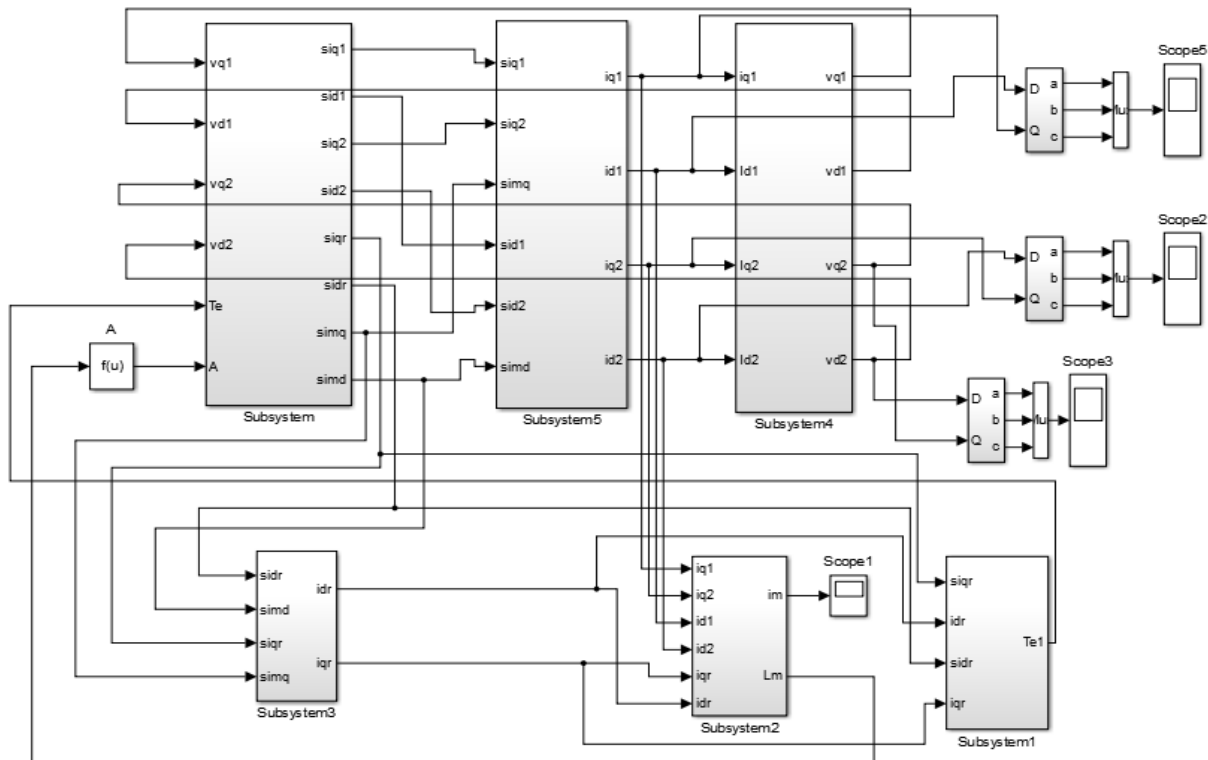 vq1
vd1
vq2
vd2
Te
A
siq1
sid1
siq2
sid2
siqr
sidr
simq
simd
Subsystem
A
f(u)
siq1
siq2
simq
sid1
sid2
simd
iq1
id1
iq2
id2
Subsystem5
iq1
Id1
Iq2
Id2
vq1
vd1
vq2
vd2
Subsystem4
D
Q
a
b
c
Scope5
D
Q
a
b
c
Scope2
D
Q
a
b
c
Scope3
sidr
simd
siqr
simq
idr
iqr
Subsystem3
iq1
iq2
id1
id2
iqr
idr
im
Lm
Subsystem2
Scope1
siqr
idr
sidr
iqr
Te1
Subsystem1